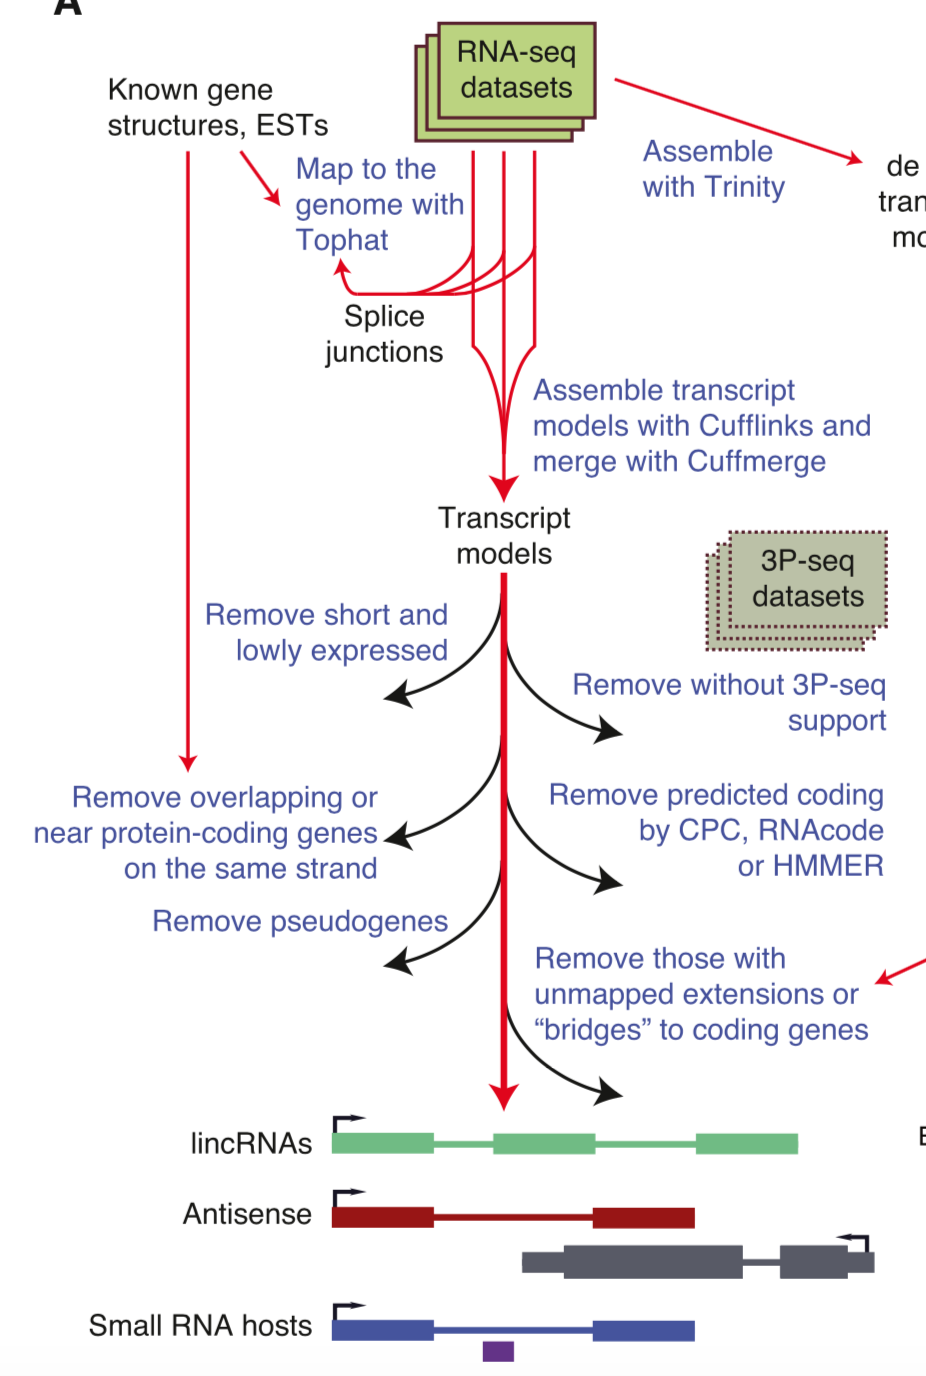 A
RNA-seq
datasets
Known gene
structures, ESTs
Map to the
genome with
Tophat
Assemble
with Trinity
de
tran
mo
Splice
junctions
Assemble transcript
models with Cufflinks and
merge with Cuffmerge
Transcript
models
3P-seq
datasets
Remove short and
lowly expressed
Remove without 3P-seq
support
Remove overlapping or
near protein-coding genes
on the same strand
Remove predicted coding
by CPC, RNAcode
or HMMER
Remove pseudogenes
Remove those with
unmapped extensions or
“bridges” to coding genes
lincRNAs
Antisense
Small RNA hosts